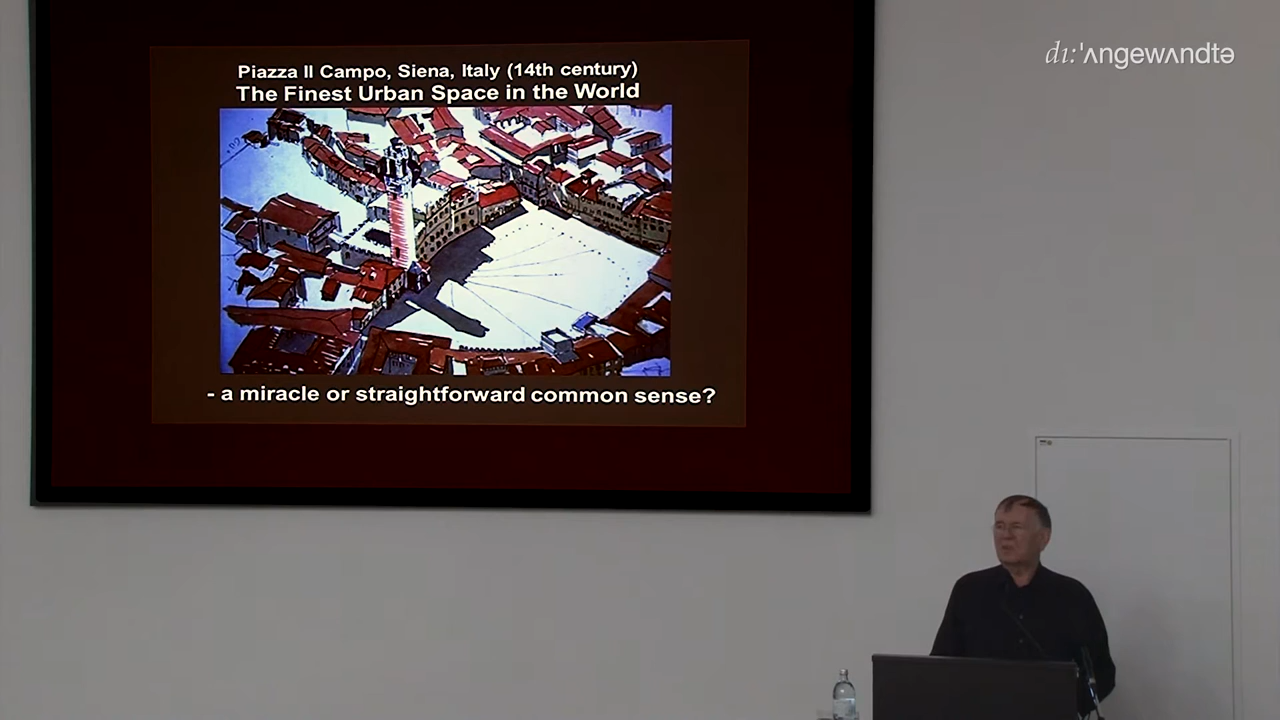 dı:'ʌngewʌndtə
Piazza Il Campo, Siena, Italy (14th century)
The Finest Urban Space in the World
- a miracle or straightforward common sense?